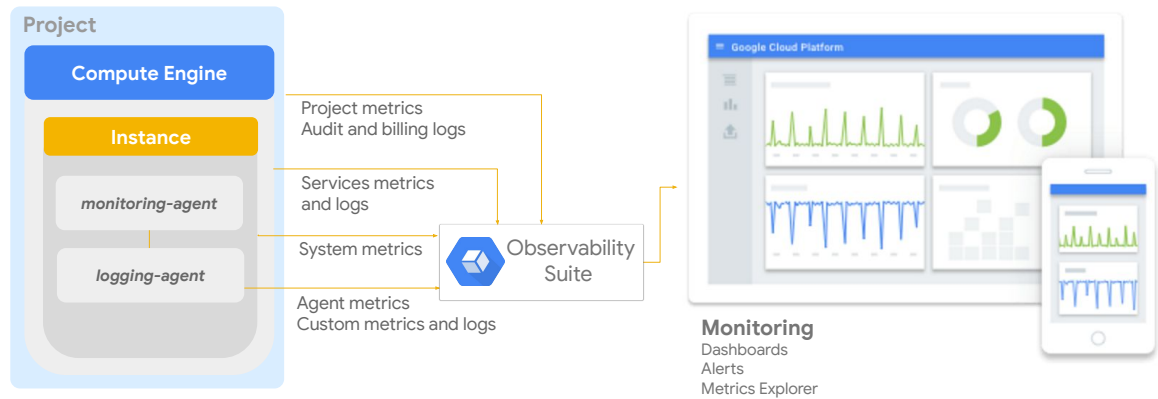 Project
Compute Engine
Instance
monitoring-agent
logging-agent
Project metrics
Audit and billing logs
Services metrics
and logs
System metrics
Agent metrics
Custom metrics and logs
Observability
Suite
Google Cloud Platform
Monitoring
Dashboards
Alerts
Metrics Explorer